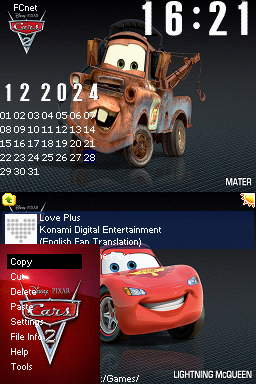 FCnet
16:21
DISNEY·PIXAR
Cars
2
12 2024
01 02 03 04 05 06 07
08 09 10 11 12 13 14
15 16 17 18 19 20 21
22 23 24 25 26 27 28
29 30 31
MATER
DISNEY·PIXAR
Love Plus
Konami Digital Entertainment
(English Fan Translation)
Copy
Cut
Delete
Paste
Settings
File Info
Help
Tools
DISNEY·PIXAR
Cars
2
:/Games/
LIGHTNING McQUEEN